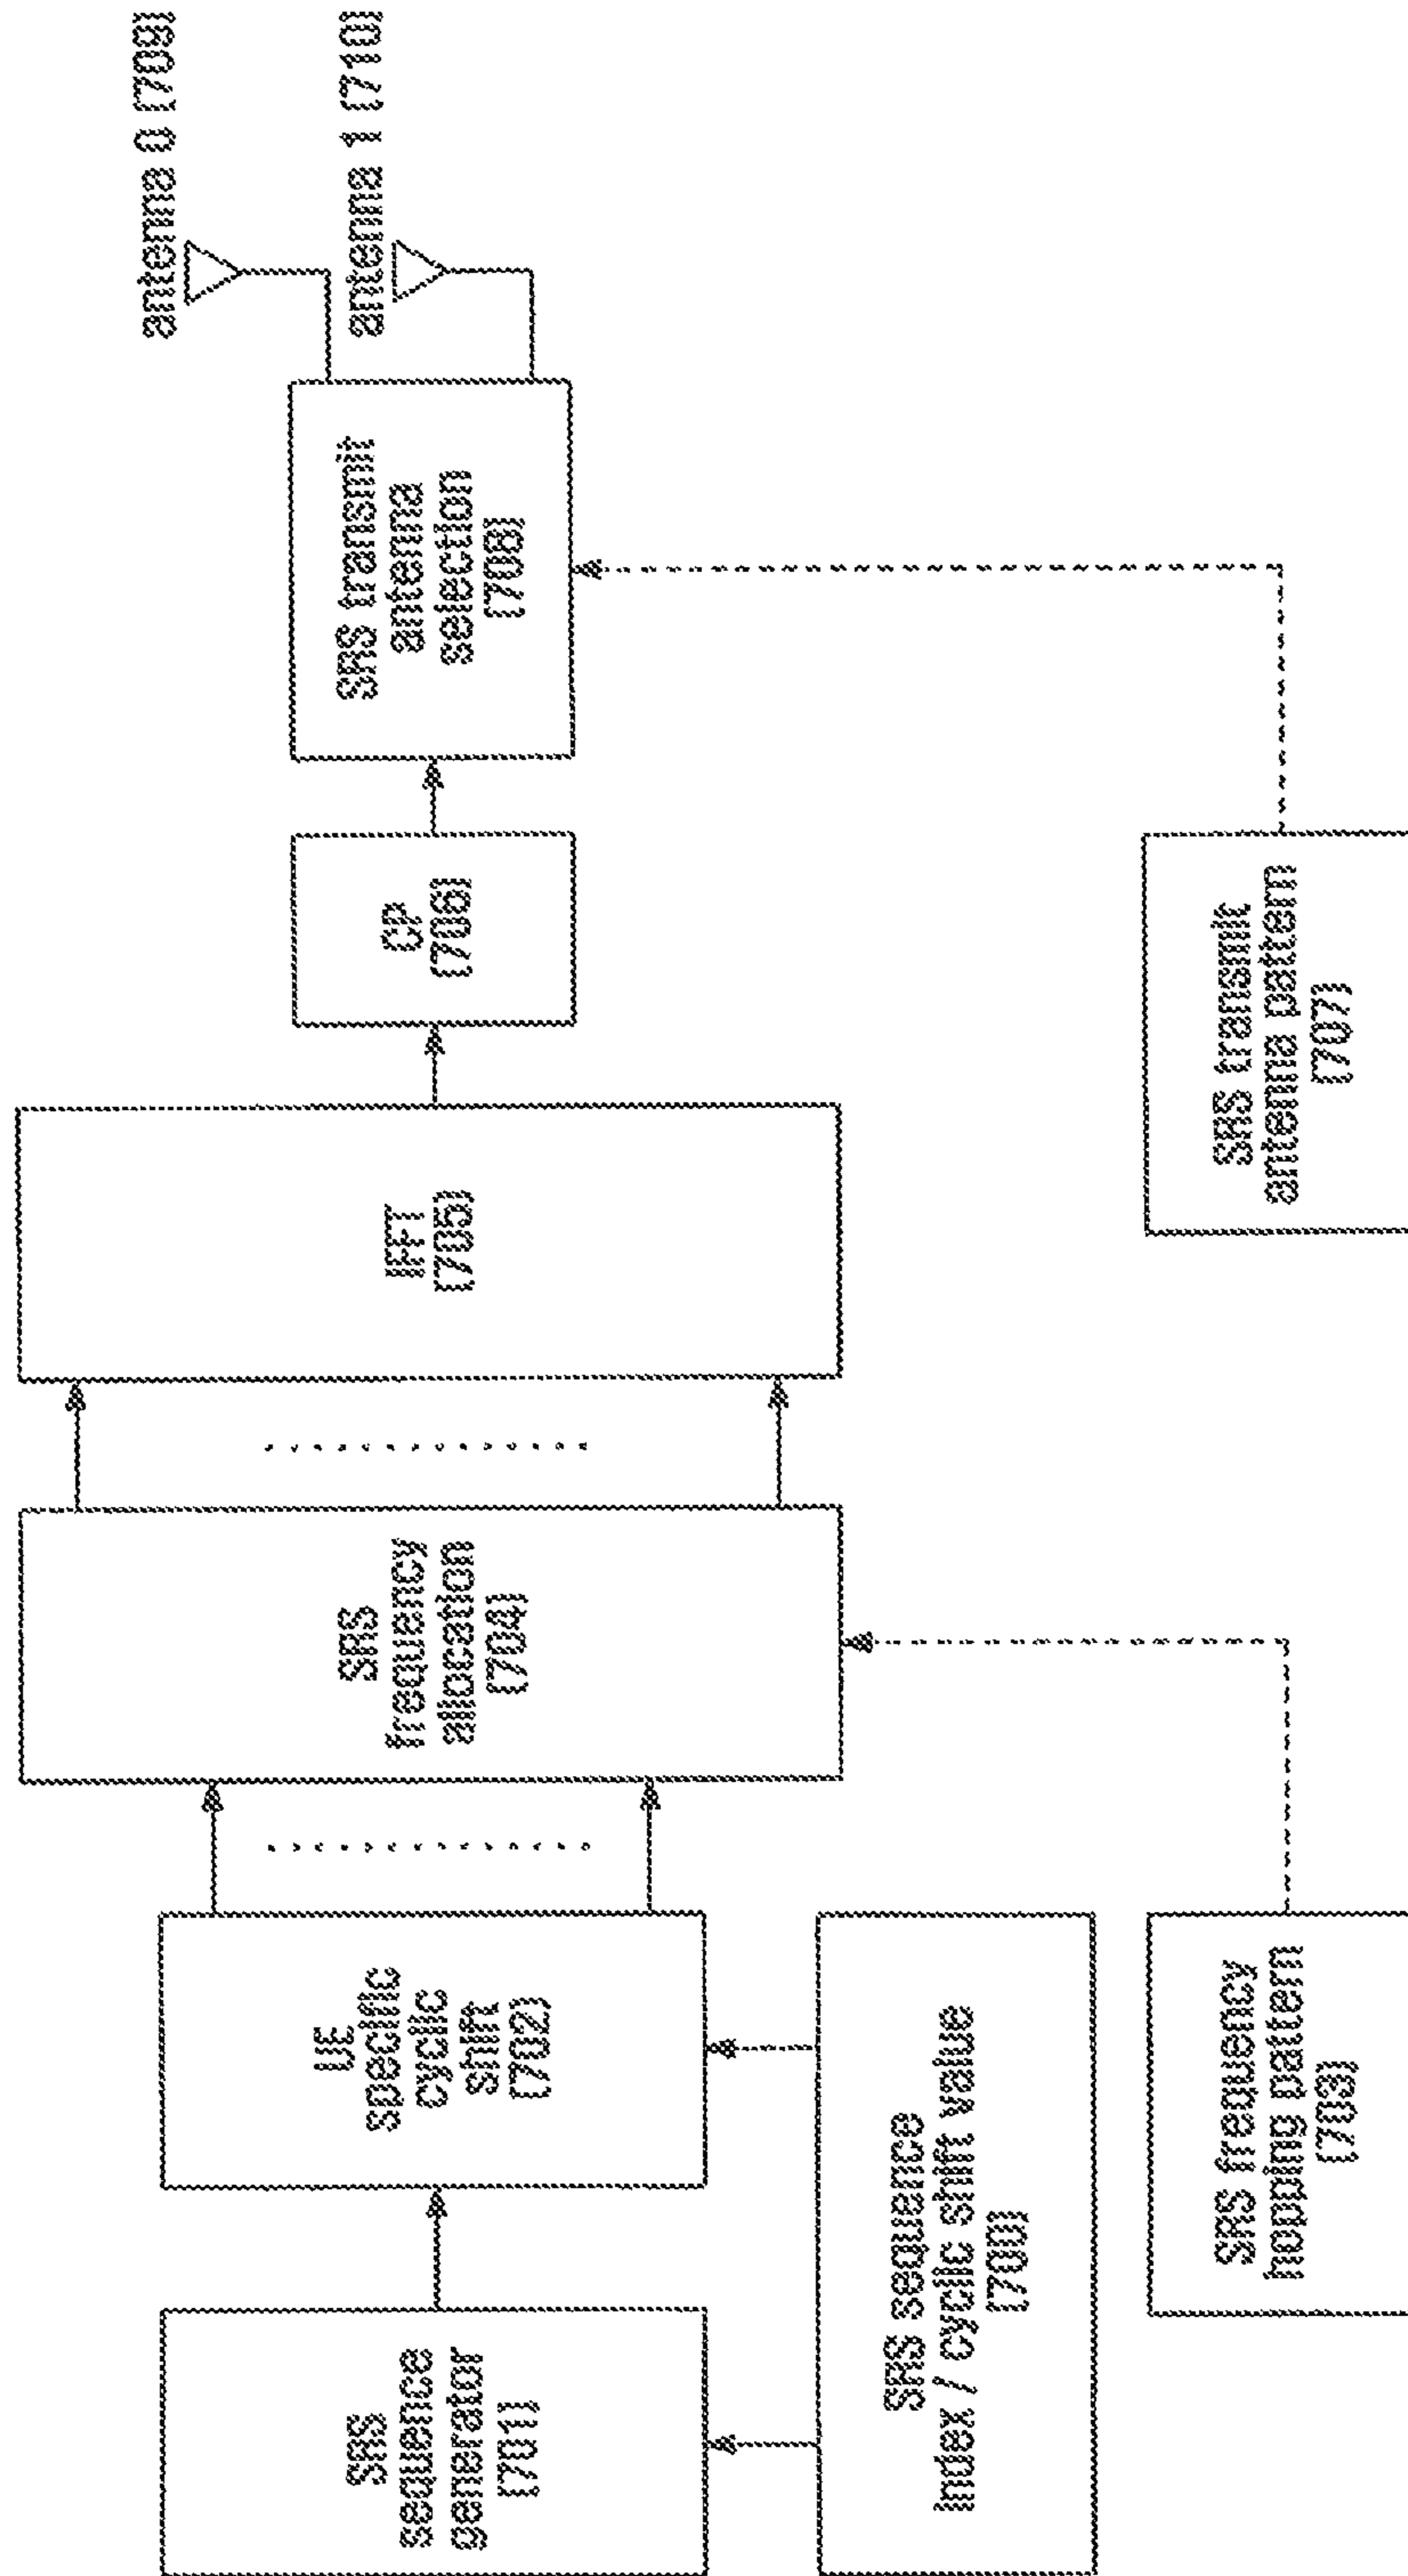 SRS
sequence
generator
(701)
UE
specific
cyclic
shift
(702)
SRS
frequency
allocation
(704)
IFFT
(705)
CP
(706)
SRS transmit
antenna
selection
(708)
antenna 0 (709)
antenna 1 (710)
SRS sequence
index / cyclic shift value
(700)
SRS frequency
hopping pattern
(703)
SRS transmit
antenna pattern
(707)